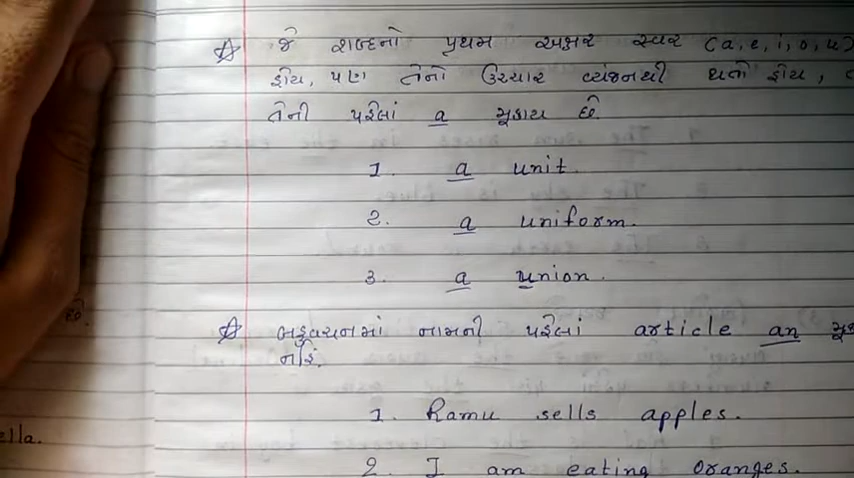 જે શબ્દનો પ્રથમ અક્ષર સ્વર (a, e, i, o, u)
હોય, પણ તેનો ઉચ્ચાર વ્યંજનથી થતો હોય,
તેની પહેલાં a મૂકાય છે.
1. a unit.
2. a uniform.
3. a union.
બહુવચનમાં નામની પહેલાં article an
નહિં.
1. Ramu sells apples.
2. I am eating oranges.
છે.
ella.